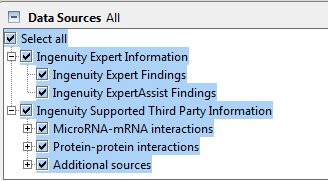 Data Sources All
Select all
Ingenuity Expert Information
Ingenuity Expert Findings
Ingenuity ExpertAssist Findings
Ingenuity Supported Third Party Information
MicroRNA-mRNA interactions
Protein-protein interactions
Additional sources